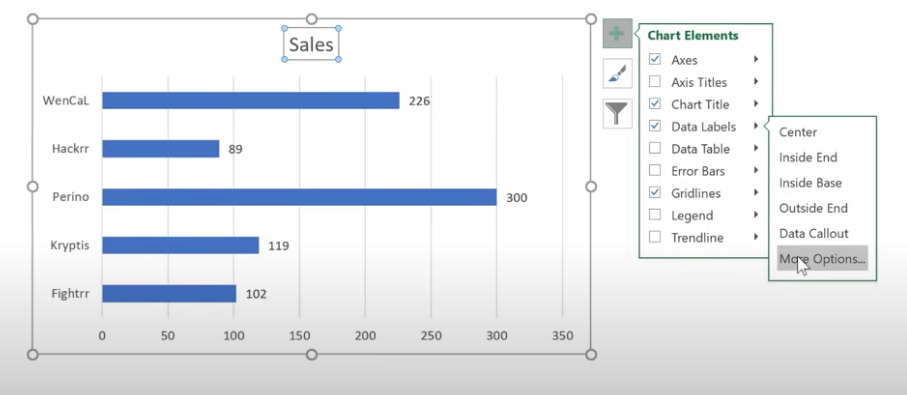 Sales
WenCaL
226
Hackrr
89
Perino
300
Kryptis
119
Fightrr
102
0 50 100 150 200 250 300 350
Chart Elements
Axes
Axis Titles
Chart Title
Data Labels
Data Table
Error Bars
Gridlines
Legend
Trendline
Center
Inside End
Inside Base
Outside End
Data Callout
More Options...